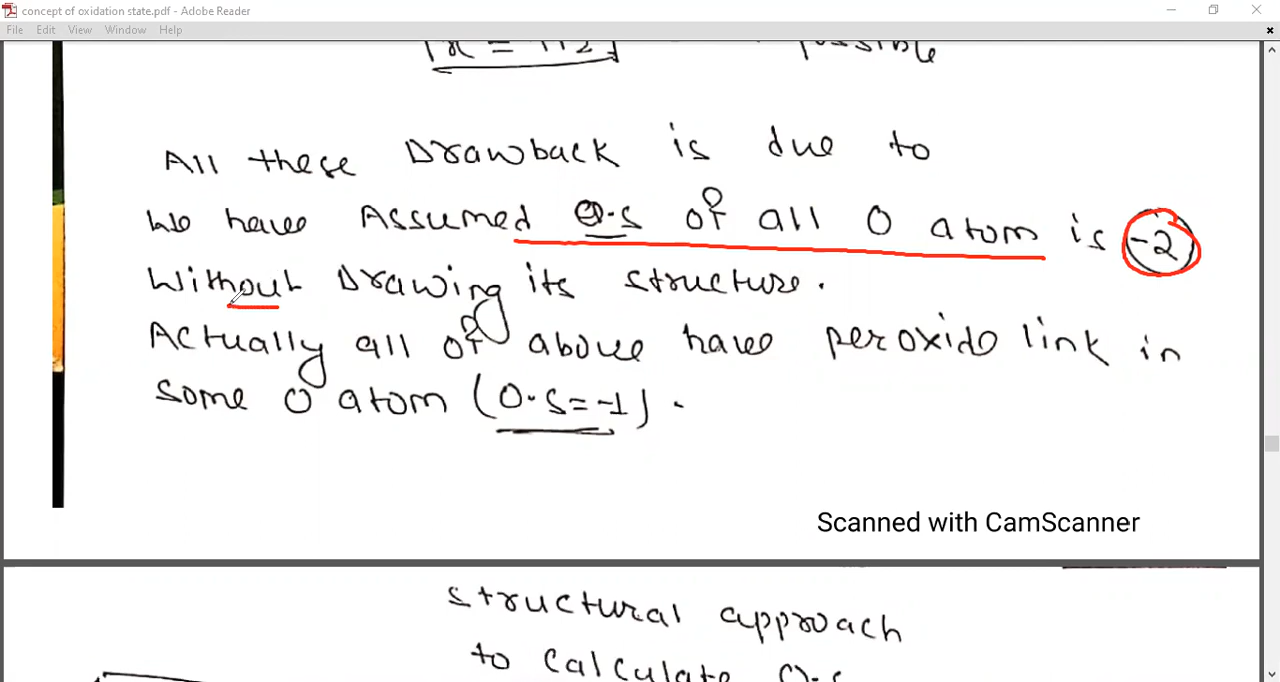 concept of oxidation state.pdf - Adobe Reader
File Edit View Window Help
All these Drawback is due to
We have Assumed O.S of all O atom is -2
Without Drawing its structure.
Actually all of above have peroxide link in
some O atom (O.S=-1).
Scanned with CamScanner
structural approach
to calculate O.S